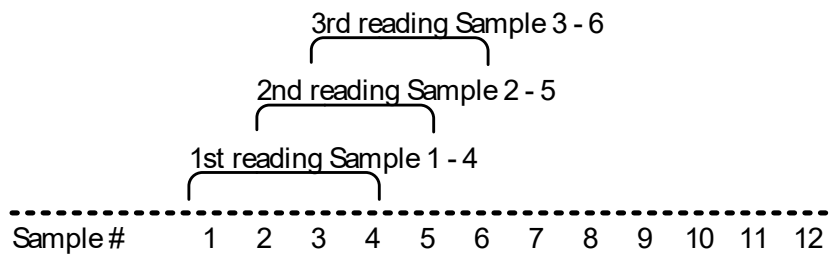 3rd reading Sample 3 - 6
2nd reading Sample 2 - 5
1st reading Sample 1 - 4
Sample # 1 2 3 4 5 6 7 8 9 10 11 12